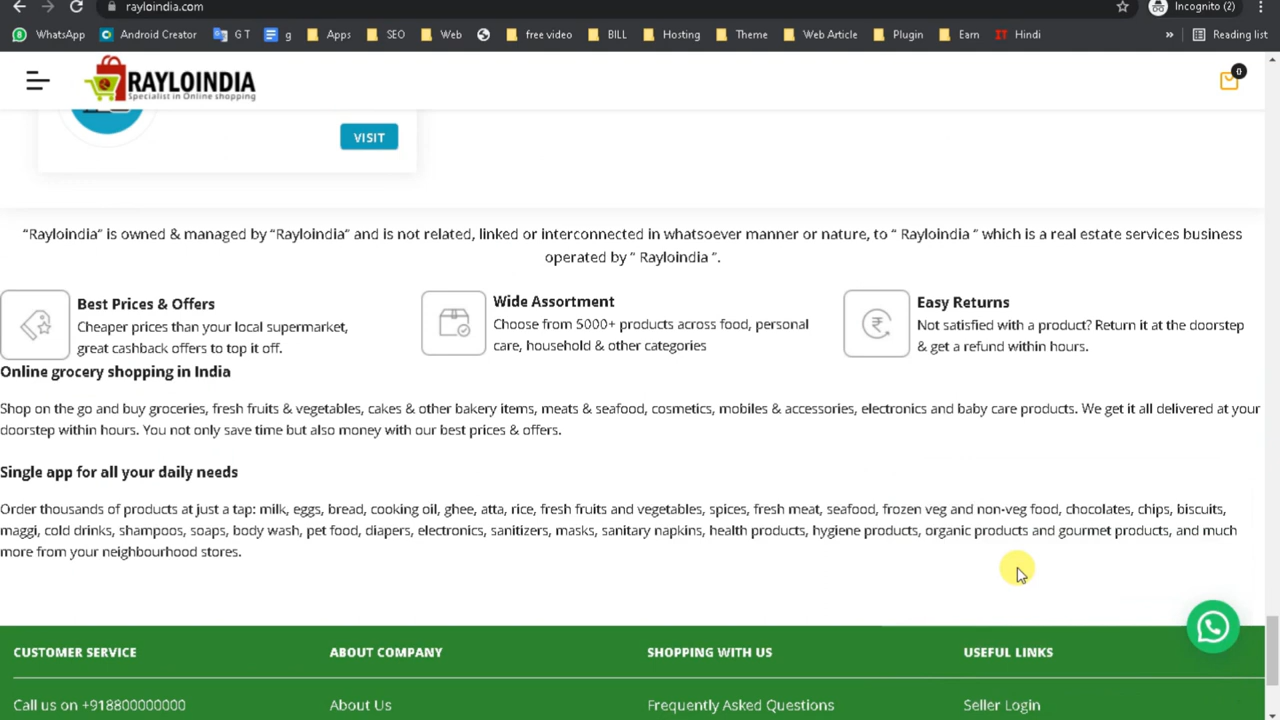 rayloindia.com
Incognito (2)
WhatsApp Android Creator G T g Apps SEO Web free video BILL Hosting Theme Web Article Plugin Earn IT Hindi » Reading list
RAYLOINDIA
Specialist in Online shopping
0
VISIT
“Rayloindia” is owned & managed by “Rayloindia” and is not related, linked or interconnected in whatsoever manner or nature, to “ Rayloindia “ which is a real estate services business
operated by “ Rayloindia “.
Best Prices & Offers
Cheaper prices than your local supermarket,
great cashback offers to top it off.
Wide Assortment
Choose from 5000+ products across food, personal
care, household & other categories
Easy Returns
Not satisfied with a product? Return it at the doorstep
& get a refund within hours.
Online grocery shopping in India
Shop on the go and buy groceries, fresh fruits & vegetables, cakes & other bakery items, meats & seafood, cosmetics, mobiles & accessories, electronics and baby care products. We get it all delivered at your
doorstep within hours. You not only save time but also money with our best prices & offers.
Single app for all your daily needs
Order thousands of products at just a tap: milk, eggs, bread, cooking oil, ghee, atta, rice, fresh fruits and vegetables, spices, fresh meat, seafood, frozen veg and non-veg food, chocolates, chips, biscuits,
maggi, cold drinks, shampoos, soaps, body wash, pet food, diapers, electronics, sanitizers, masks, sanitary napkins, health products, hygiene products, organic products and gourmet products, and much
more from your neighbourhood stores.
CUSTOMER SERVICE ABOUT COMPANY SHOPPING WITH US USEFUL LINKS
Call us on +918800000000 About Us Frequently Asked Questions Seller Login